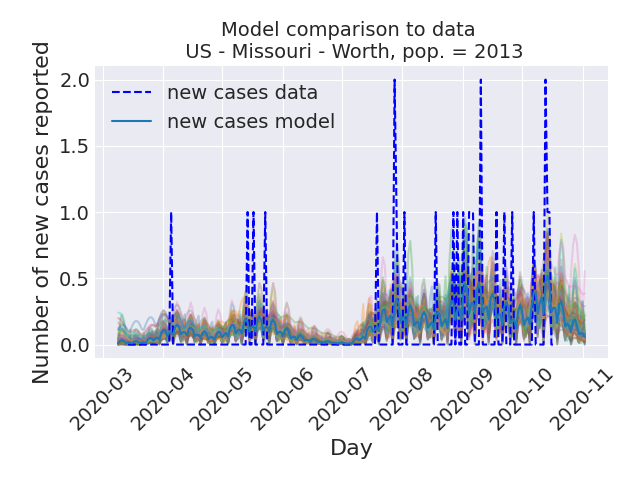 Model comparison to data
US - Missouri - Worth, pop. = 2013
Number of new cases reported
2.0
1.5
1.0
0.5
0.0
new cases data
new cases model
2020-03
2020-04
2020-05
2020-06
2020-07
2020-08
2020-09
2020-10
2020-11
Day